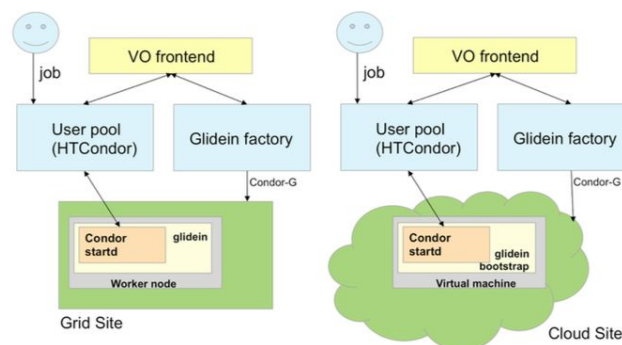 VO frontend
job
User pool
(HTCondor)
Glidein factory
Condor-G
Condor
startd
glidein
Worker node
Grid Site
VO frontend
job
User pool
(HTCondor)
Glidein factory
Condor-G
Condor
startd
glidein
bootstrap
Virtual machine
Cloud Site